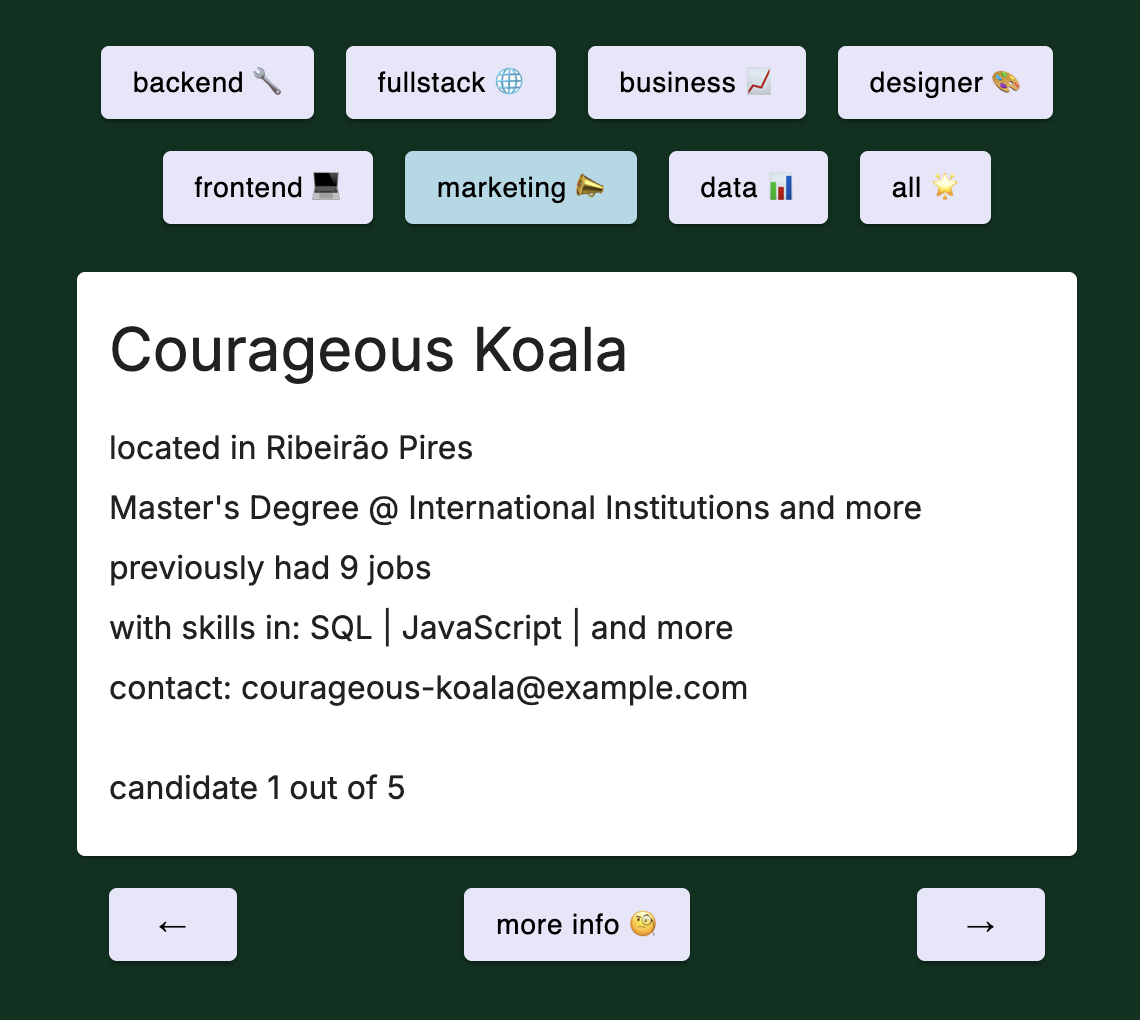 backend 🔧 fullstack 🌐 business 📈 designer 🎨
frontend 💻 marketing 📣 data 📊 all 🌟
Courageous Koala
located in Ribeirão Pires
Master's Degree @ International Institutions and more
previously had 9 jobs
with skills in: SQL | JavaScript | and more
contact: courageous-koala@example.com
candidate 1 out of 5
← more info 🧐 →